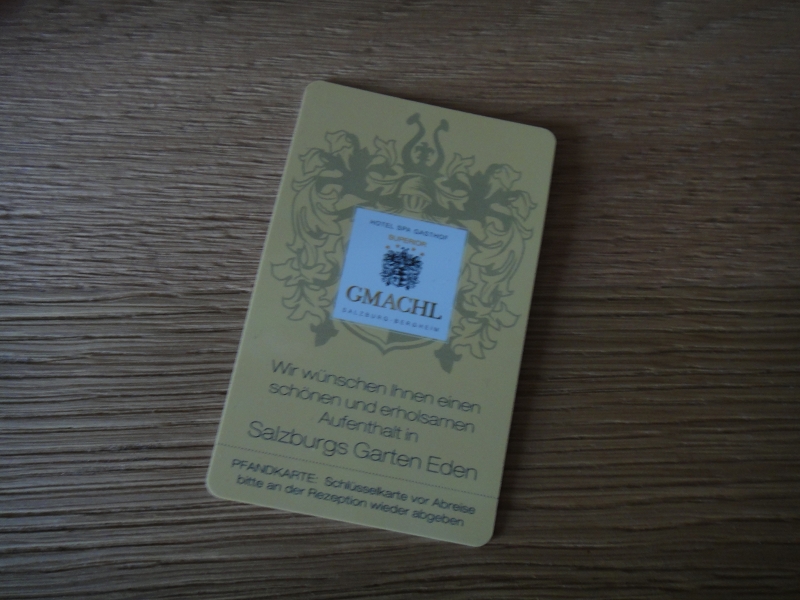 HOTEL SPA GASTHOF
SUPERIOR
GMACHL
SALZBURG-BERGHEIM
Wir wünschen Ihnen einen
schönen und erholsamen
Aufenthalt in
Salzburgs Garten Eden
PFANDKARTE: Schlüsselkarte vor Abreise
bitte an der Rezeption wieder abgeben